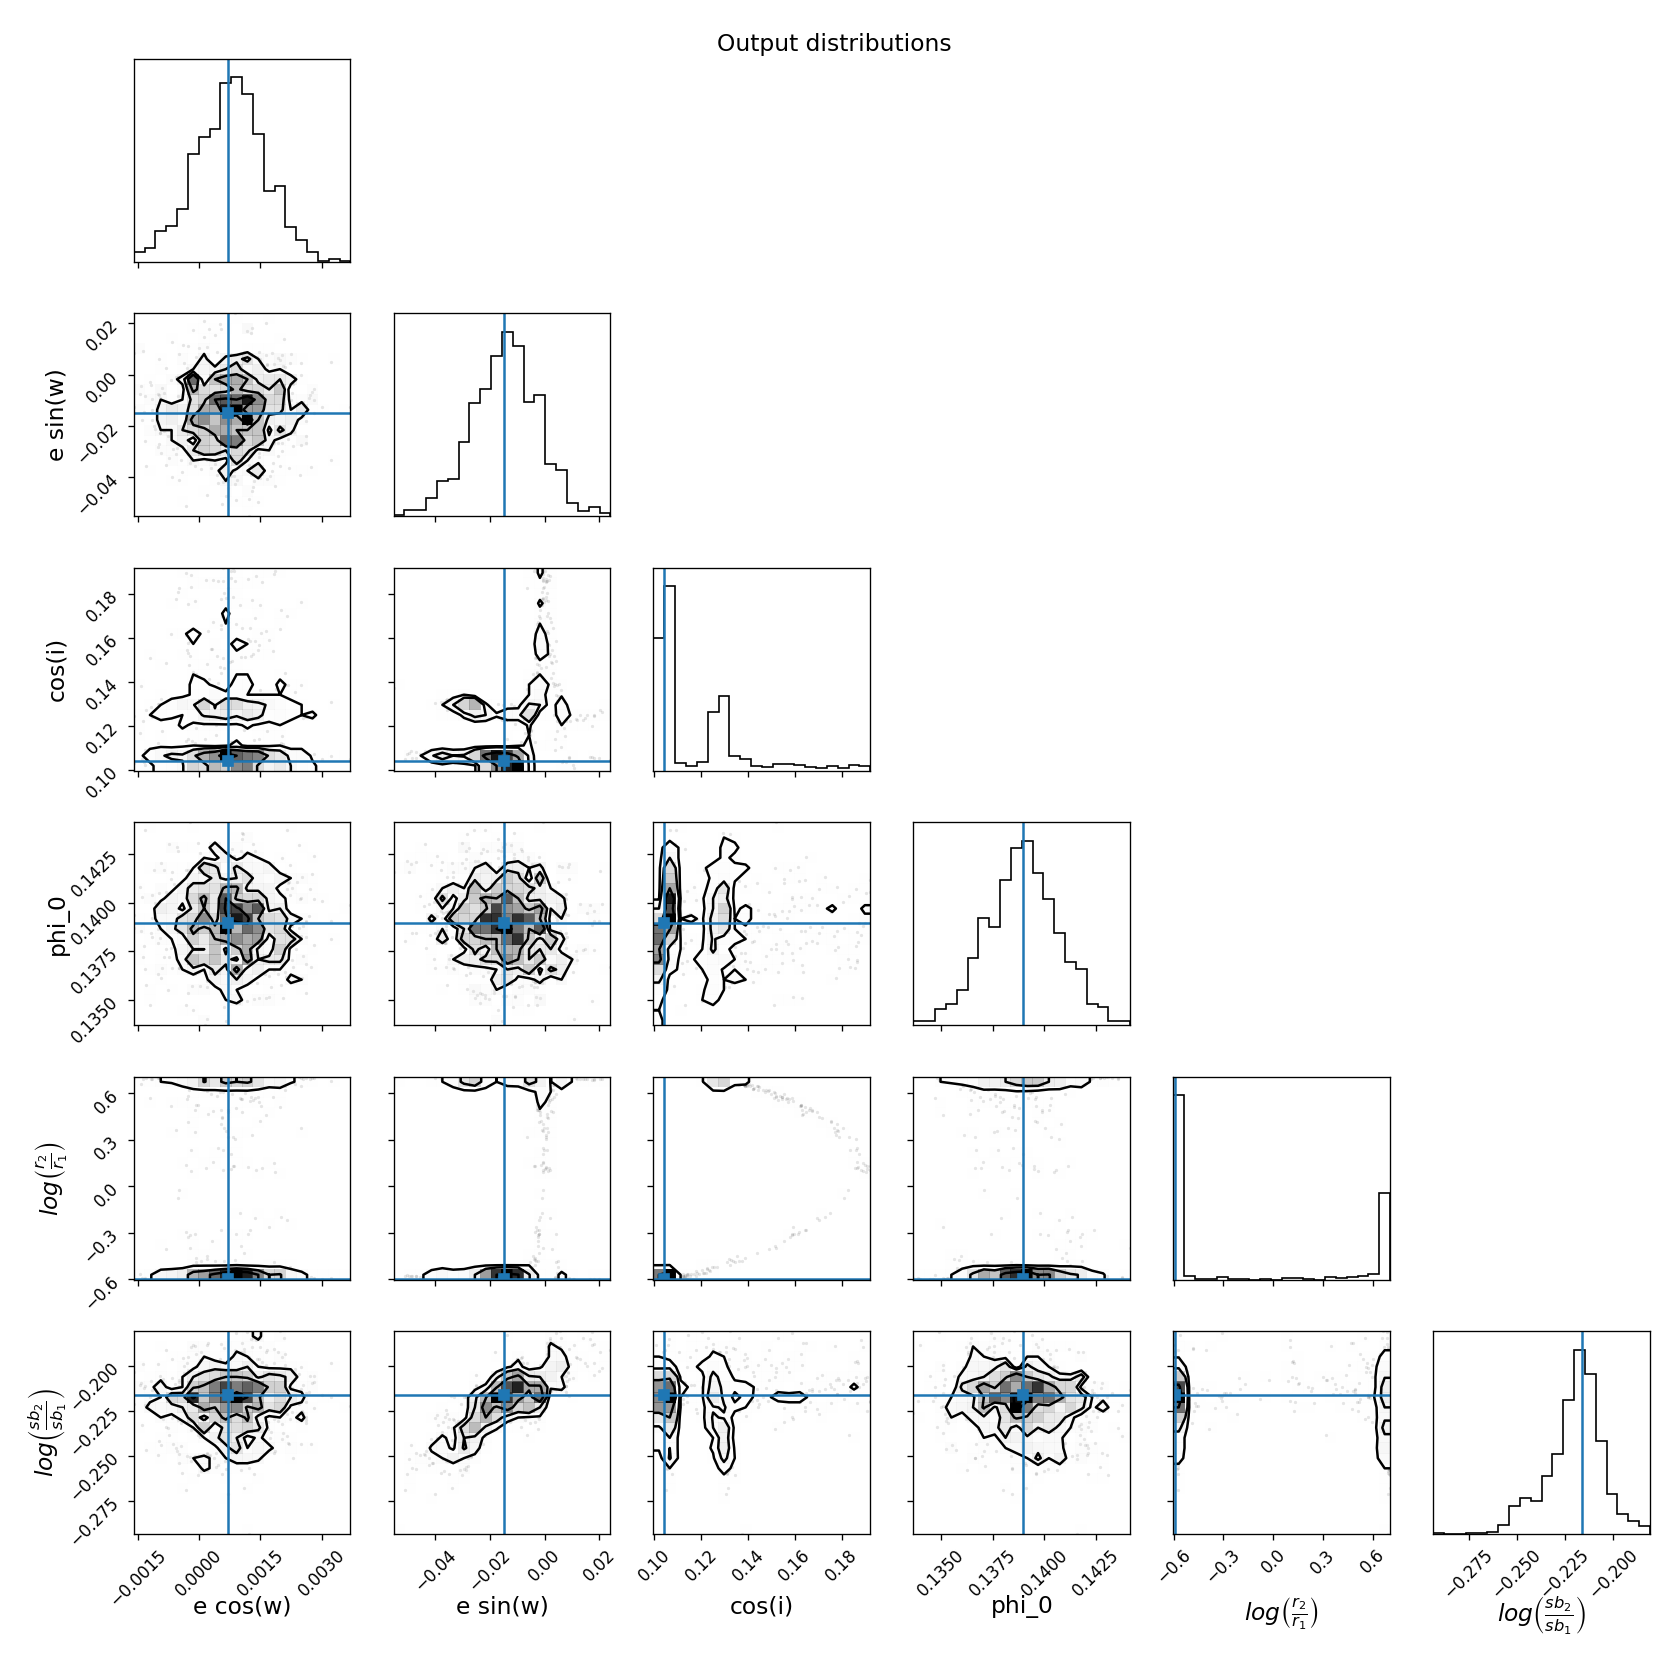 Output distributions
e sin(w)
0.02
0.00
−0.02
−0.04
cos(i)
0.18
0.16
0.14
0.12
0.10
phi_0
0.1425
0.1400
0.1375
0.1350
log(r₂/r₁)
0.6
0.3
0.0
−0.3
−0.6
log(sb₂/sb₁)
−0.200
−0.225
−0.250
−0.275
−0.0015 0.0000 0.0015 0.0030
−0.04 −0.02 0.00 0.02
0.10 0.12 0.14 0.16 0.18
0.1350 0.1375 0.1400 0.1425
−0.6 −0.3 0.0 0.3 0.6
−0.275 −0.250 −0.225 −0.200
e cos(w)
e sin(w)
cos(i)
phi_0
log(r₂/r₁)
log(sb₂/sb₁)